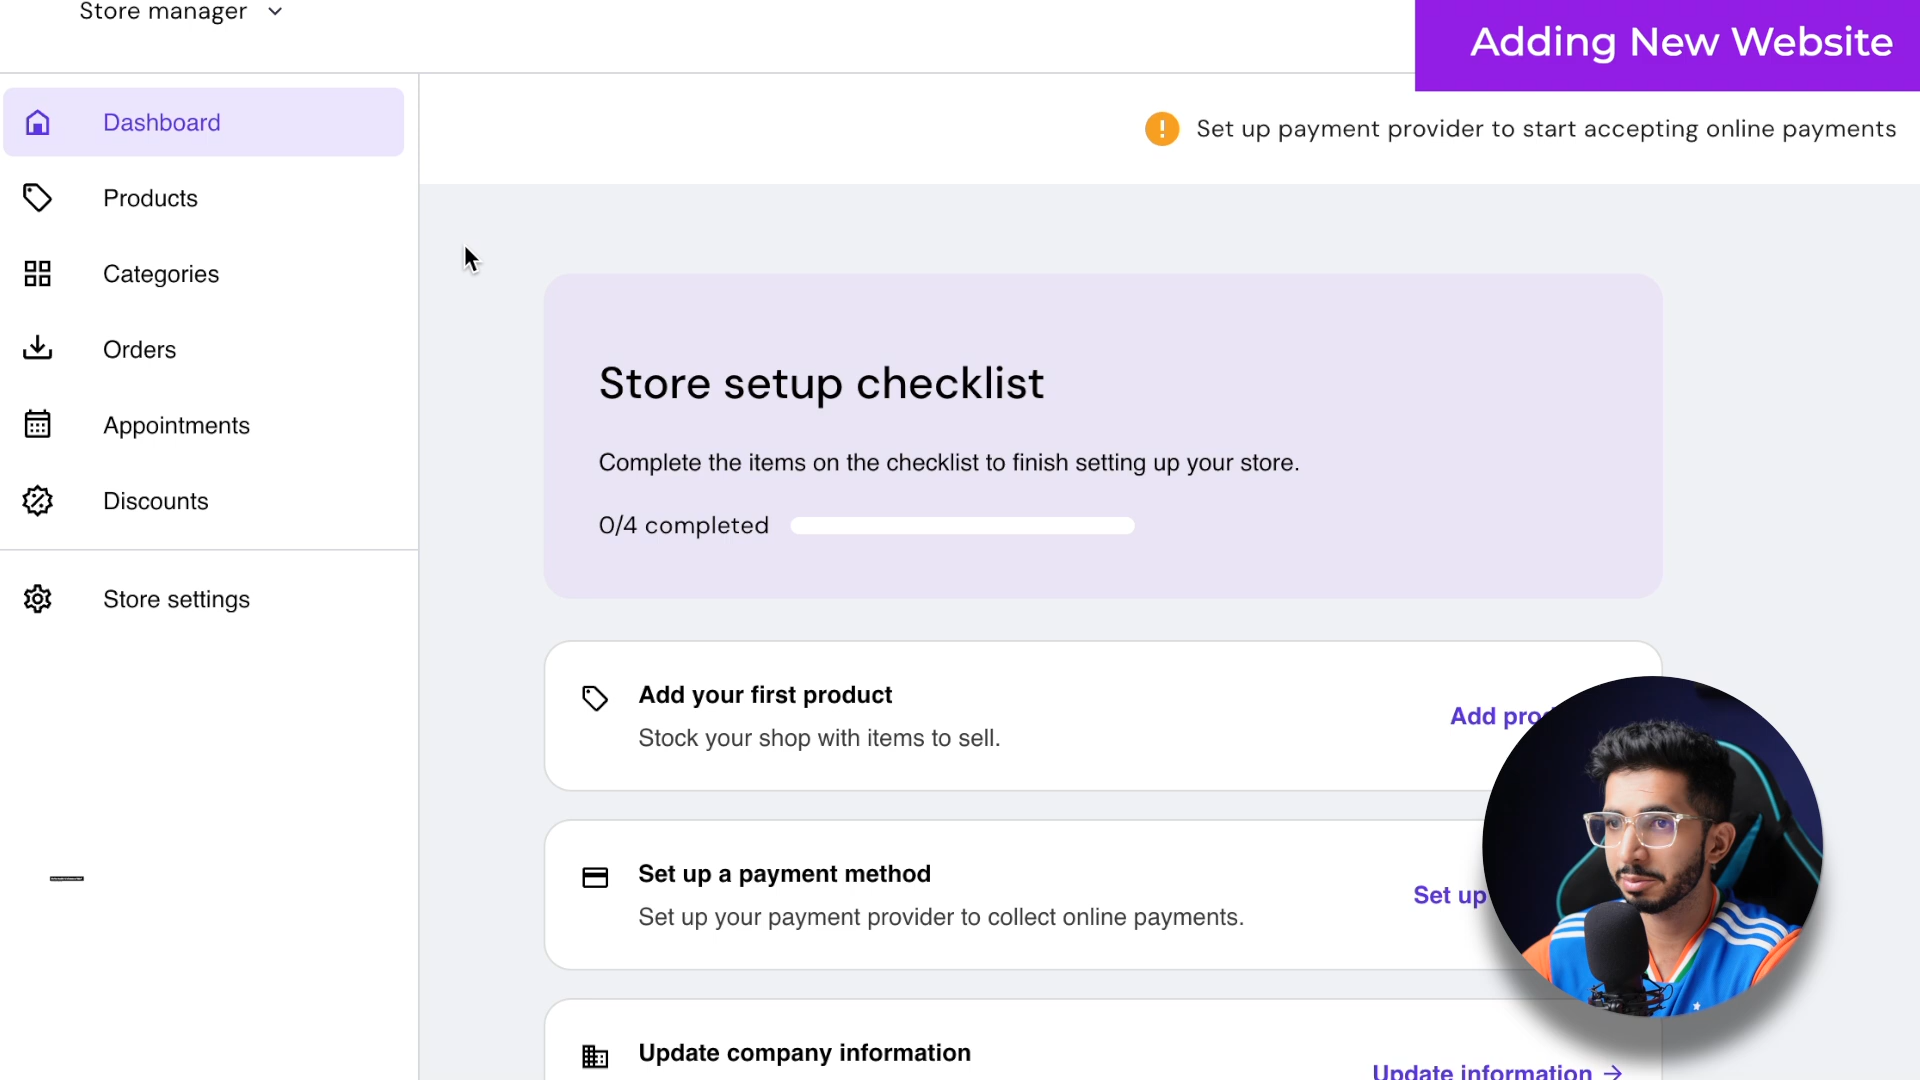 Store manager
Adding New Website
Set up payment provider to start accepting online payments
Dashboard
Products
Categories
Orders
Appointments
Discounts
Store settings
Store setup checklist
Complete the items on the checklist to finish setting up your store.
0/4 completed
Add your first product
Stock your shop with items to sell.
Add
Set up a payment method
Set up your payment provider to collect online payments.
Set up
Update company information
Update information →